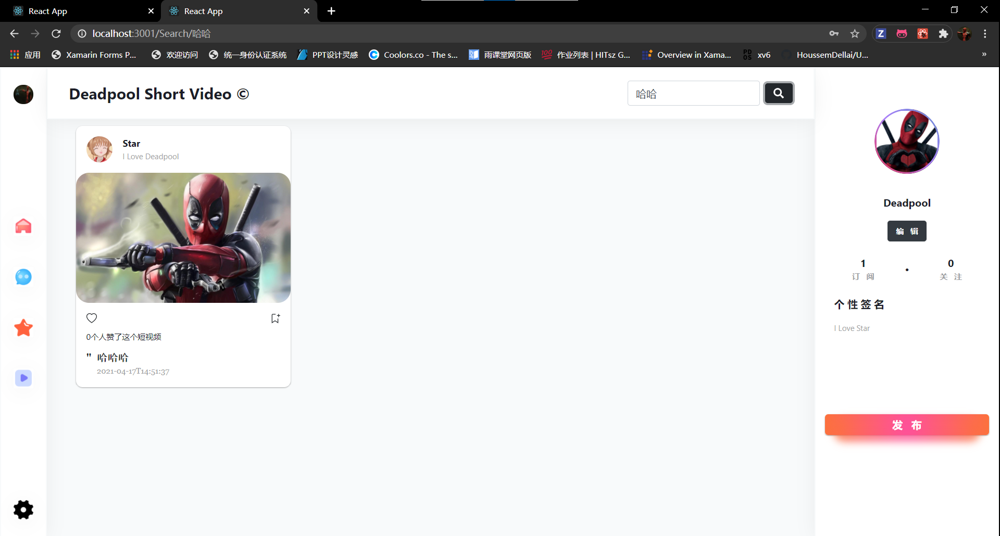 React App
React App
localhost:3001/Search/哈哈
应用
Xamarin Forms P...
欢迎访问
统一身份认证系统
PPT设计灵感
Coolors.co - The s...
雨课堂网页版
100
作业列表 | HITsz G...
Overview in Xama...
PD
OS
xv6
HoussemDellai/U...
»
Deadpool Short Video ©
哈哈
Star
I Love Deadpool
0个人赞了这个短视频
" 哈哈哈
2021-04-17T14:51:37
Deadpool
编 辑
1 • 0
订 阅 关 注
个 性 签 名
I Love Star
发 布